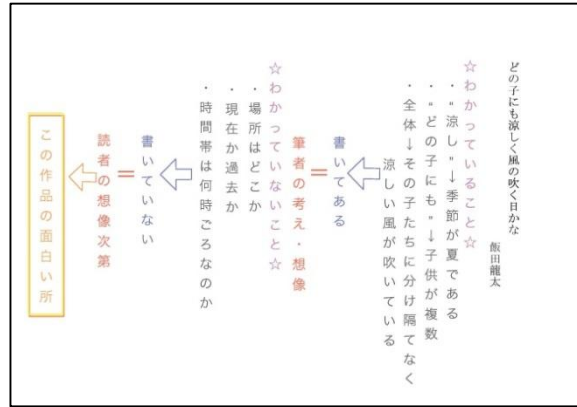 どの子にも涼しく風の吹く日かな
飯田龍太
☆わかっていること☆
・“涼し”→季節が夏である
・“どの子にも”→子供が複数
・全体→その子たちに分け隔てなく
涼しい風が吹いている
書いてある
＝
筆者の考え・想像
☆わかっていないこと☆
・場所はどこか
・現在か過去か
・時間帯は何時ごろなのか
書いていない
＝
読者の想像次第
この作品の面白い所